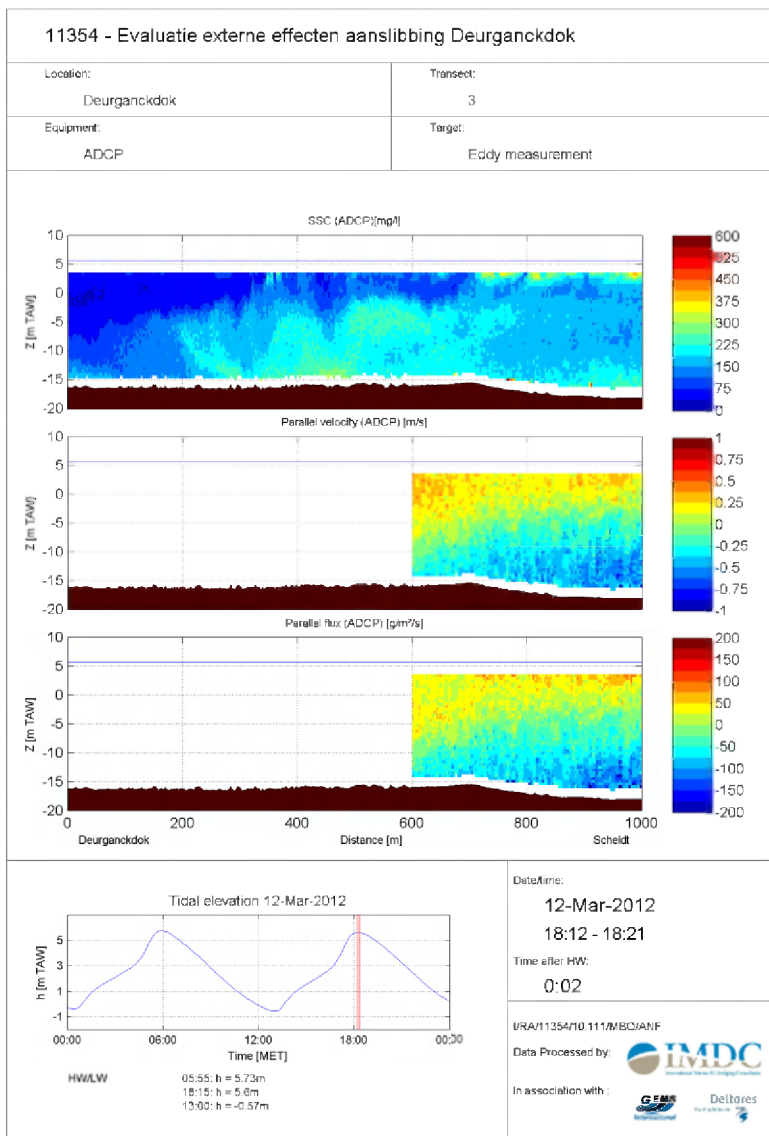 11354 - Evaluatie externe effecten aanslibbing Deurganckdok
Location:
Deurganckdok
Transect:
3
Equipment:
ADCP
Target:
Eddy measurement
SSC (ADCP)[mg/l]
10
5
0
-5
-10
-15
-20
Z [m TAW]
600
525
450
375
300
225
150
75
0
Parallel velocity (ADCP) [m/s]
10
5
0
-5
-10
-15
-20
Z [m TAW]
1
0.75
0.5
0.25
0
-0.25
-0.5
-0.75
-1
Parallel flux (ADCP) [g/m²/s]
10
5
0
-5
-10
-15
-20
Z [m TAW]
200
150
100
50
0
-50
-100
-150
-200
0 200 400 600 800 1000
Deurganckdok Distance [m] Scheldt
Tidal elevation 12-Mar-2012
h [m TAW]
5
3
1
-1
00:00 06:00 12:00 18:00 00:00
Time [MET]
HW/LW
05:55: h = 5.73m
18:15: h = 5.6m
13:00: h = -0.57m
Date/time:
12-Mar-2012
18:12 - 18:21
Time after HW:
0:02
I/RA/11354/10.111/MBO/ANF
Data Processed by:
IMDC
International Marine & Dredging Consultants
In association with :
GEMS
International
Deltares